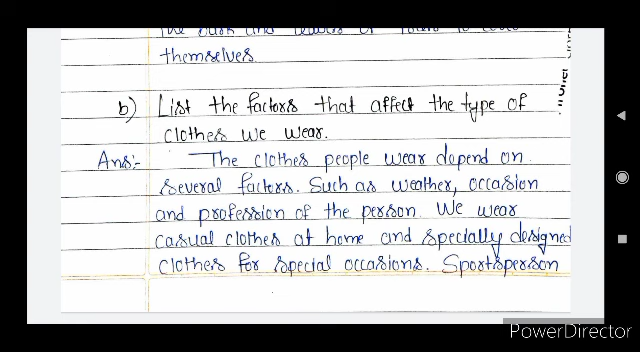 themselves.
b) List the factors that affect the type of
clothes we wear.
Ans:- The clothes people wear depend on
several factors. Such as weather, occasion
and profession of the person. We wear
casual clothes at home and specially designed
clothes for special occasions. Sportsperson
PowerDirector